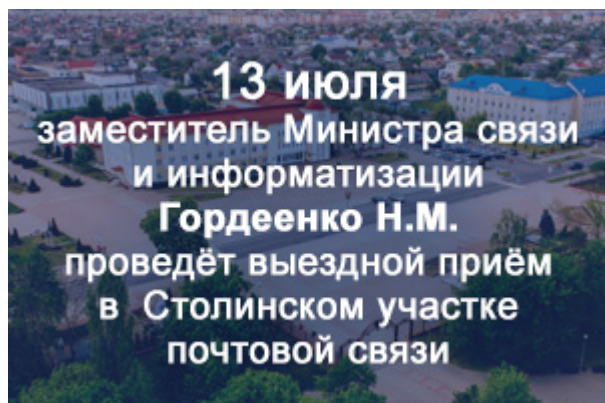 13 июля
заместитель Министра связи
и информатизации
Гордеенко Н.М.
проведёт выездной приём
в Столинском участке
почтовой связи